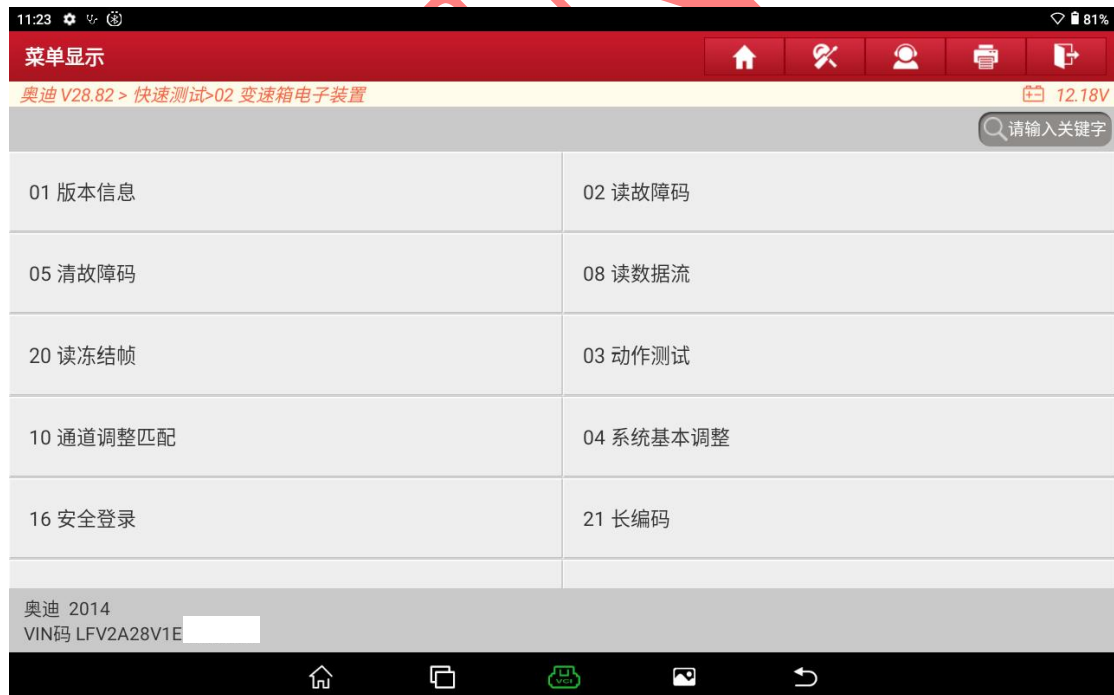 11:23
81%
菜单显示
奥迪 V28.82 > 快速测试>02 变速箱电子装置
12.18V
请输入关键字
01 版本信息
02 读故障码
05 清故障码
08 读数据流
20 读冻结帧
03 动作测试
10 通道调整匹配
04 系统基本调整
16 安全登录
21 长编码
奥迪 2014
VIN码 LFV2A28V1E
VCI